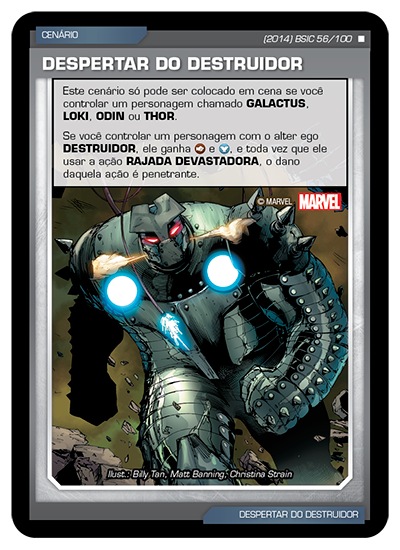 CENÁRIO
(2014) BSIC 56/100
DESPERTAR DO DESTRUIDOR
Este cenário só pode ser colocado em cena se você
controlar um personagem chamado GALACTUS,
LOKI, ODIN ou THOR.
Se você controlar um personagem com o alter ego
DESTRUIDOR, ele ganha e , e toda vez que ele
usar a ação RAJADA DEVASTADORA, o dano
daquela ação é penetrante.
© MARVEL MARVEL
Ilust.: Billy Tan, Matt Banning, Christina Strain
DESPERTAR DO DESTRUIDOR